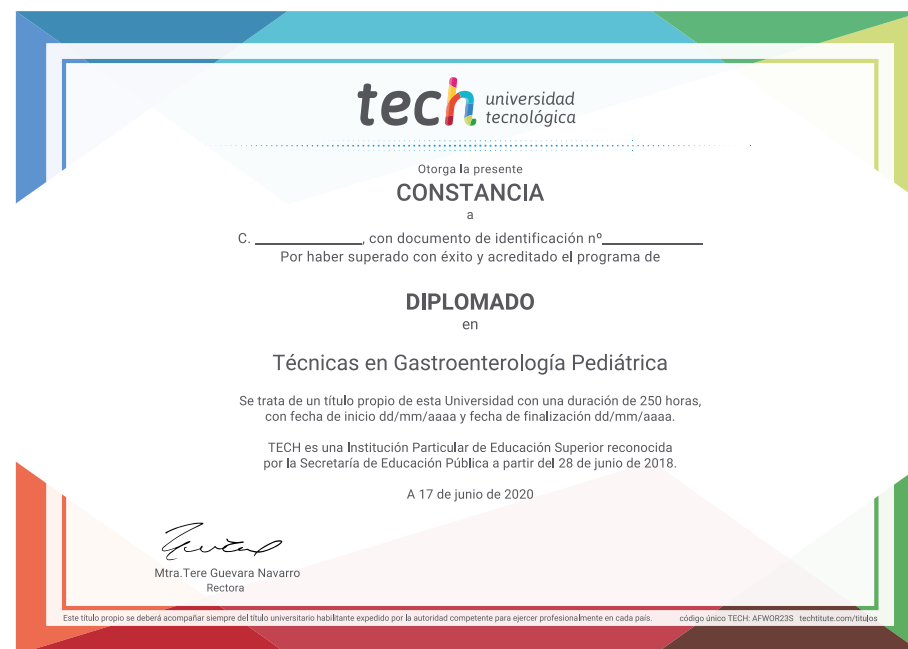 tech universidad
tecnológica
Otorga la presente
CONSTANCIA
a
C. ____________, con documento de identificación nº____________
Por haber superado con éxito y acreditado el programa de
DIPLOMADO
en
Técnicas en Gastroenterología Pediátrica
Se trata de un título propio de esta Universidad con una duración de 250 horas,
con fecha de inicio dd/mm/aaaa y fecha de finalización dd/mm/aaaa.
TECH es una Institución Particular de Educación Superior reconocida
por la Secretaría de Educación Pública a partir del 28 de junio de 2018.
A 17 de junio de 2020
Mtra.Tere Guevara Navarro
Rectora
Este título propio se deberá acompañar siempre del título universitario habilitante expedido por la autoridad competente para ejercer profesionalmente en cada país. código único TECH: AFWOR23S techtitute.com/titulos